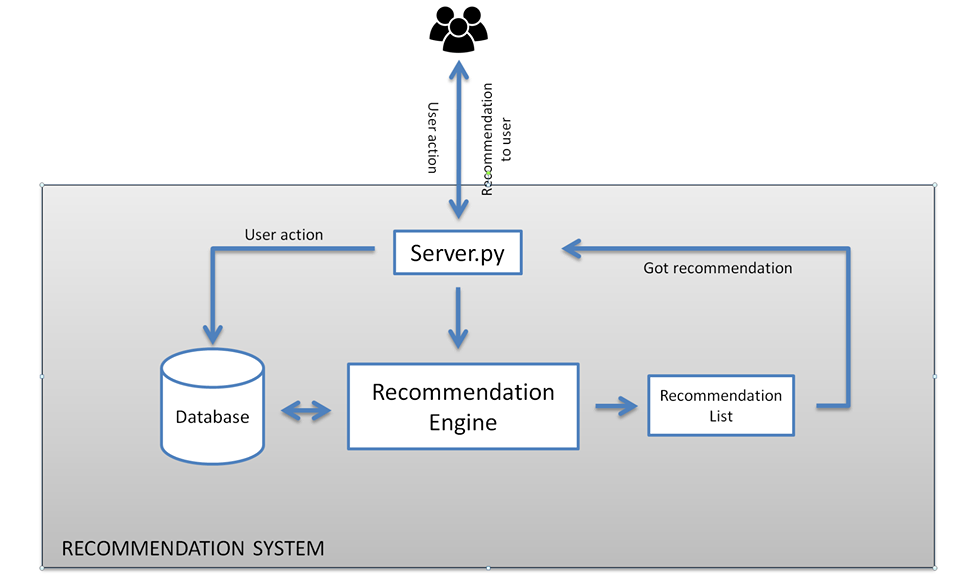 User action
Recommendation
to user
User action
Server.py
Got recommendation
Database
Recommendation
Engine
Recommendation
List
RECOMMENDATION SYSTEM